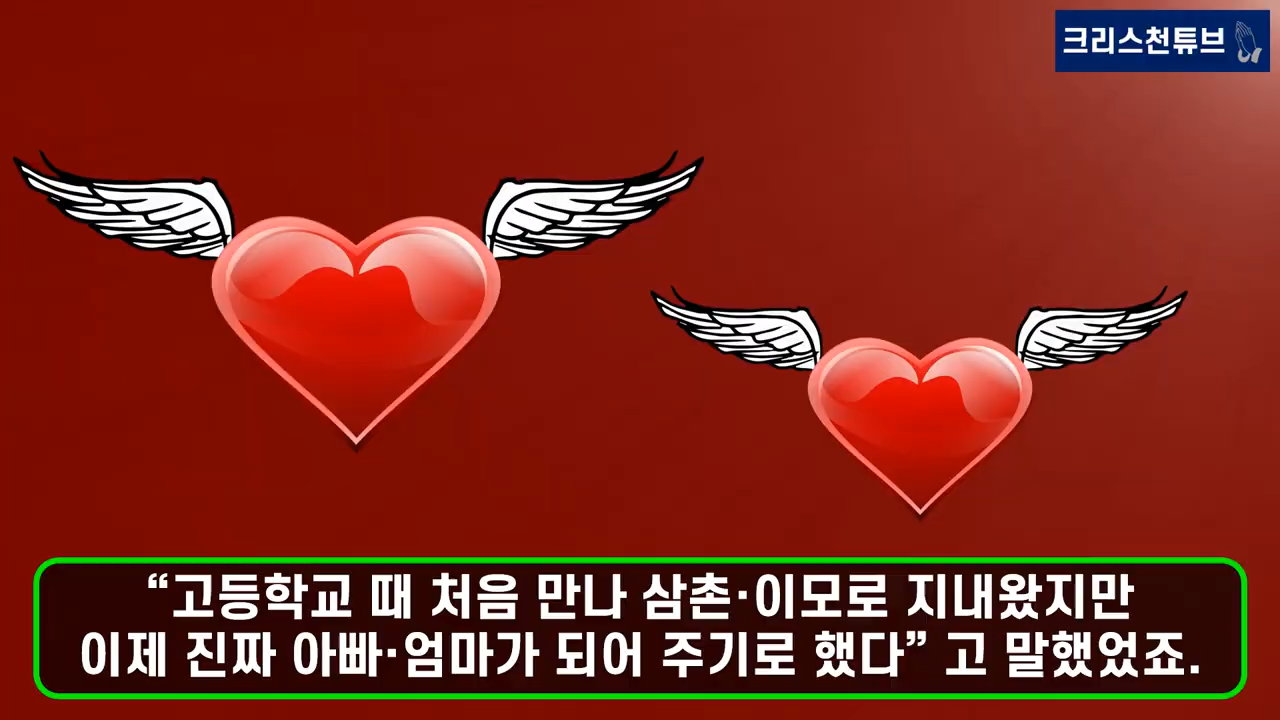 크리스천튜브
“고등학교 때 처음 만나 삼촌·이모로 지내왔지만
이제 진짜 아빠·엄마가 되어 주기로 했다” 고 말했었죠.